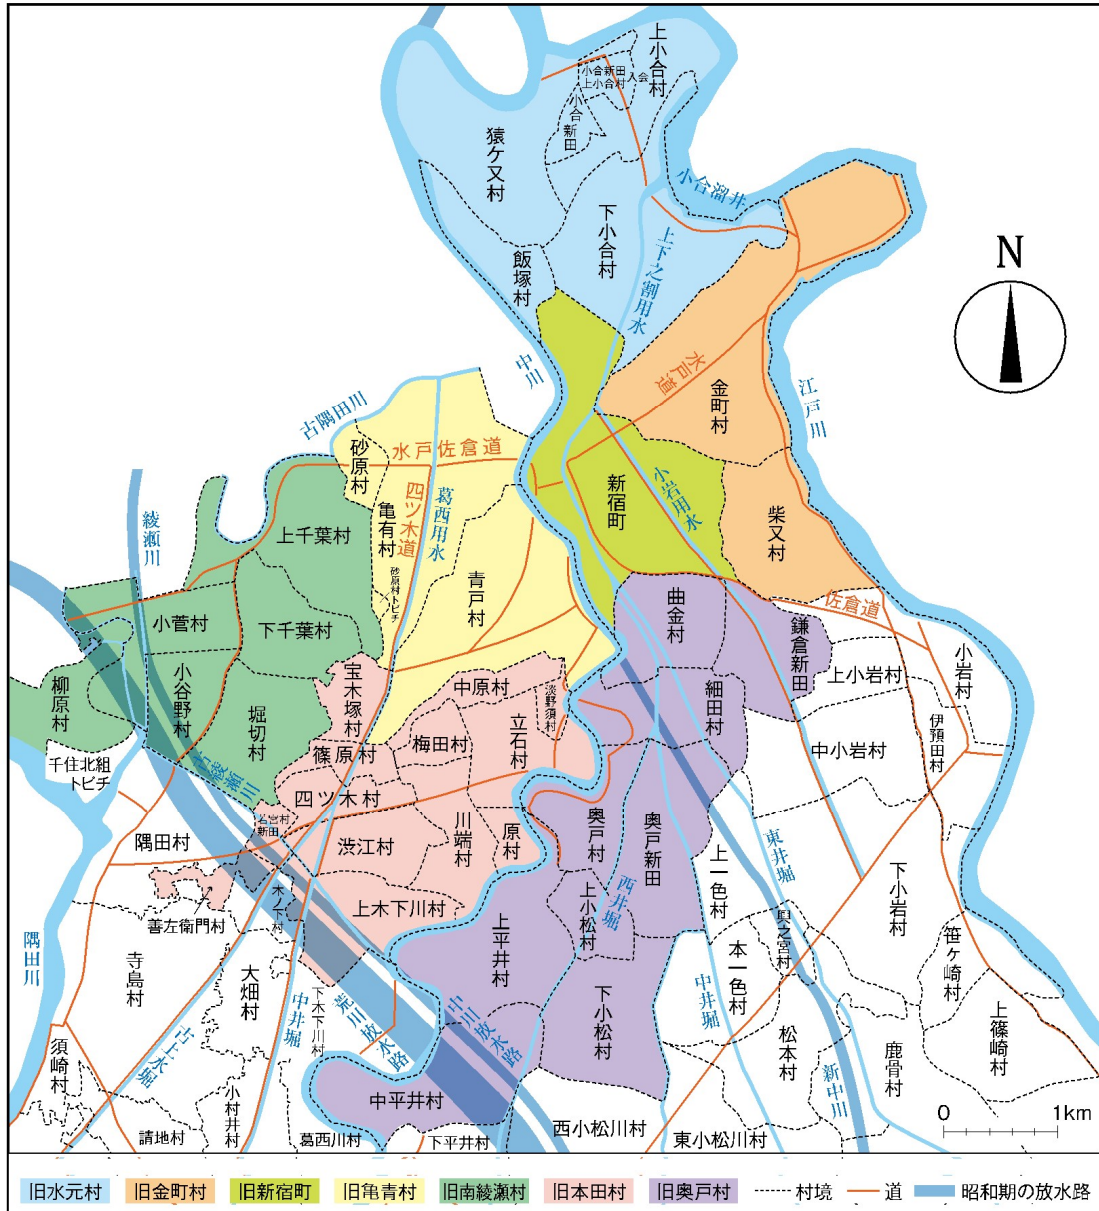 上小合村
小合新田
上小合村
入会
小合新田
猿ケ又村
小合溜井
下小合村
上下之割用水
飯塚村
N
中川
水戸道
金町村
江戸川
古隅田川
砂原村
水戸佐倉道
四ツ木道
葛西用水
新宿町
小岩用水
柴又村
綾瀬川
上千葉村
亀有村
砂原村トビチ
青戸村
曲金村
佐倉道
鎌倉新田
小菅村
下千葉村
上小岩村
小岩村
柳原村
小谷野村
堀切村
宝木塚村
中原村
淡野須村
立石村
細田村
伊預田村
中小岩村
千住北組
トビチ
古綾瀬川
篠原村
梅田村
四ツ木村
若宮村
新田
隅田村
渋江村
川端村
原村
奥戸村
奥戸新田
上一色村
東井堀
下小岩村
善左衛門村
木ノ下村
上木下川村
上小松村
西井堀
上平井村
興之宮村
本一色村
笹ケ崎村
隅田川
寺島村
大畑村
中井堀
下木下川村
荒川放水路
中川放水路
下小松村
中井堀
松本村
上篠崎村
須崎村
古上水堀
小村井村
中平井村
新中川
鹿骨村
0
1km
請地村
葛西川村
下平井村
西小松川村
東小松川村
旧水元村
旧金町村
旧新宿町
旧亀青村
旧南綾瀬村
旧本田村
旧奥戸村
村境
道
昭和期の放水路